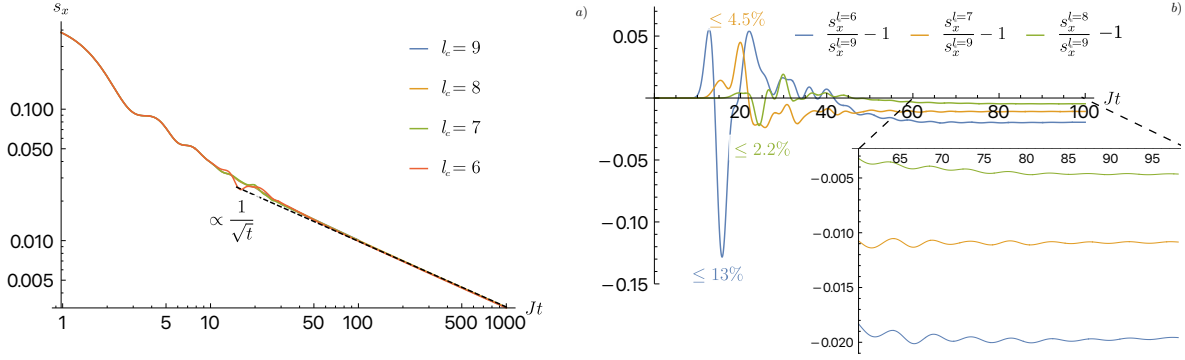 s_x
l_c = 9
l_c = 8
l_c = 7
l_c = 6
0.100
0.050
0.010
0.005
∝ 1/√t
1 5 10 50 100 500 1000
Jt
a)
b)
≤ 4.5%
s_x^{l=6}/s_x^{l=9} − 1
s_x^{l=7}/s_x^{l=9} − 1
s_x^{l=8}/s_x^{l=9} −1
0.05
−0.05
−0.10
−0.15
20 40 60 80 100
Jt
≤ 2.2%
≤ 13%
65 70 75 80 85 90 95
−0.005
−0.010
−0.015
−0.020